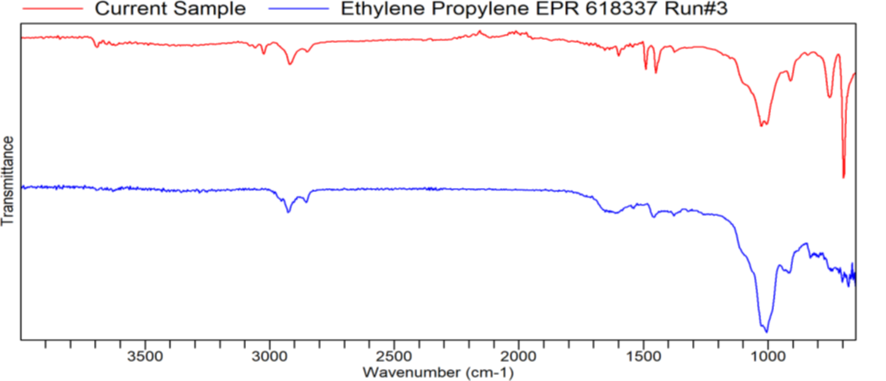 Current Sample Ethylene Propylene EPR 618337 Run#3
Transmittance
3500 3000 2500 2000 1500 1000
Wavenumber (cm-1)